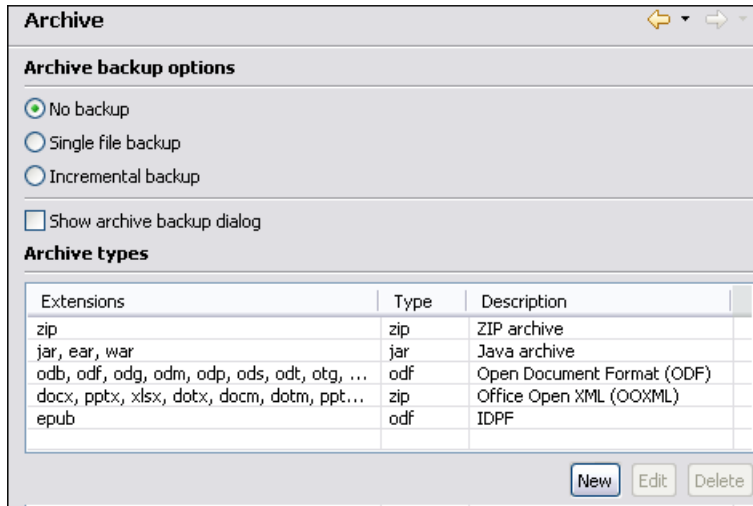 Archive
Archive backup options
No backup
Single file backup
Incremental backup
Show archive backup dialog
Archive types
Extensions Type Description
zip zip ZIP archive
jar, ear, war jar Java archive
odb, odf, odg, odm, odp, ods, odt, otg, ... odf Open Document Format (ODF)
docx, pptx, xlsx, dotx, docm, dotm, ppt... zip Office Open XML (OOXML)
epub odf IDPF
New Edit Delete